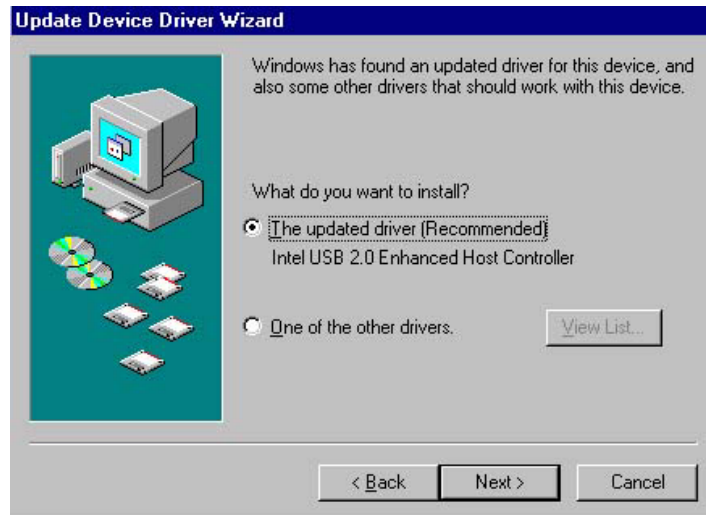 Update Device Driver Wizard
Windows has found an updated driver for this device, and
also some other drivers that should work with this device.
What do you want to install?
The updated driver (Recommended)
Intel USB 2.0 Enhanced Host Controller
One of the other drivers.
View List...
< Back
Next >
Cancel